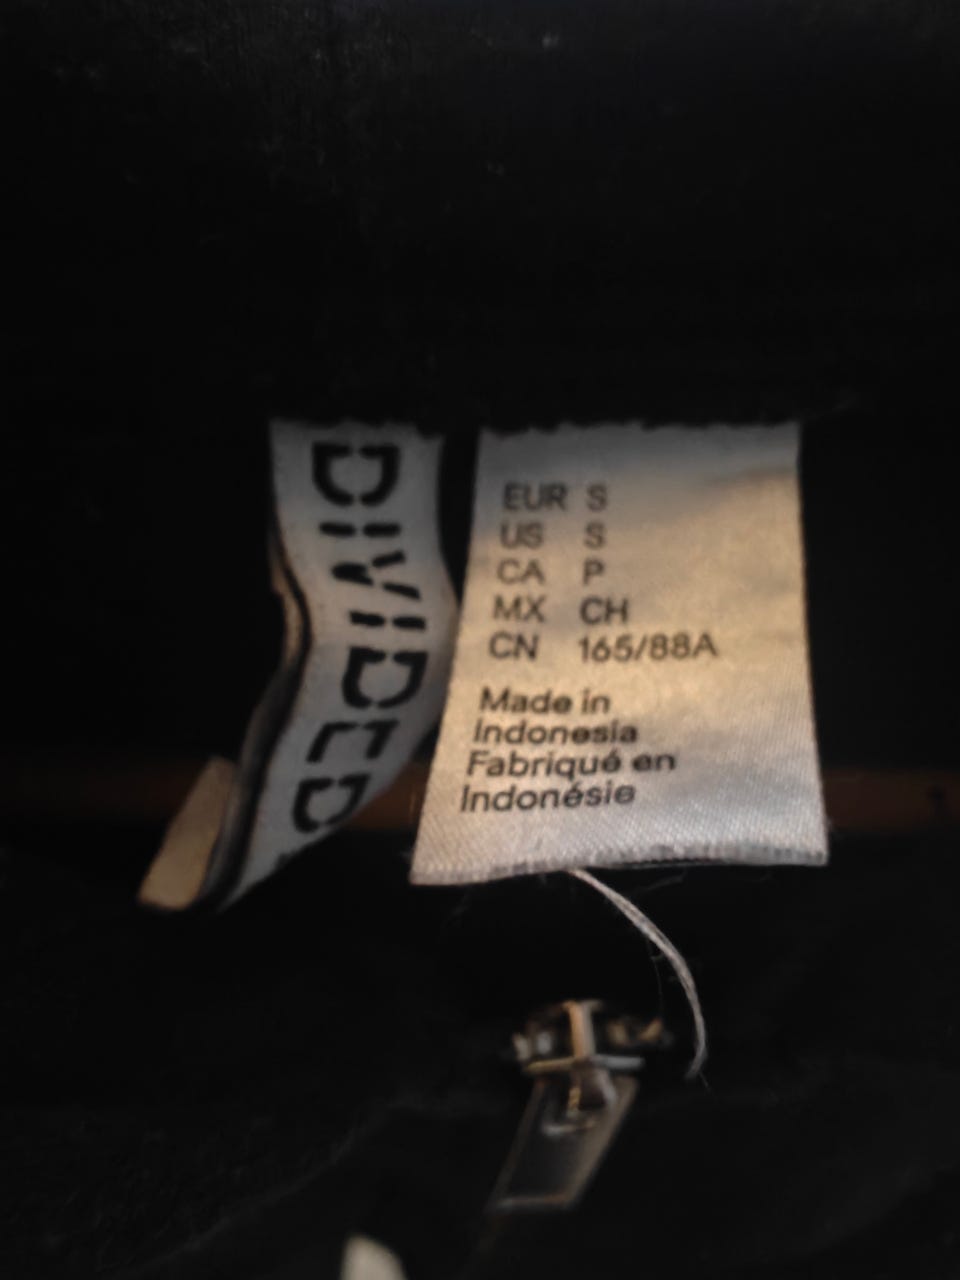 DIVIDED
EUR S
US S
CA P
MX CH
CN 165/88A
Made in
Indonesia
Fabriqué en
Indonésie